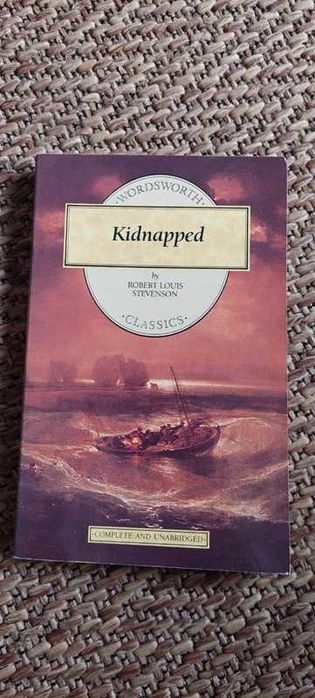 ·WORDSWORTH·
Kidnapped
by
ROBERT LOUIS
STEVENSON
·CLASSICS·
·COMPLETE AND UNABRIDGED·